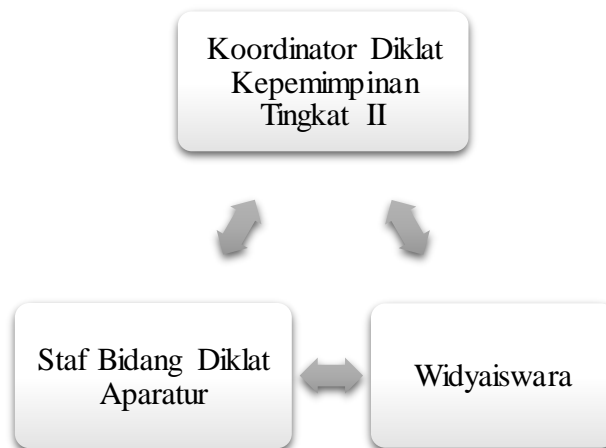 Koordinator Diklat
Kepemimpinan
Tingkat II
Staf Bidang Diklat
Aparatur
Widyaiswara